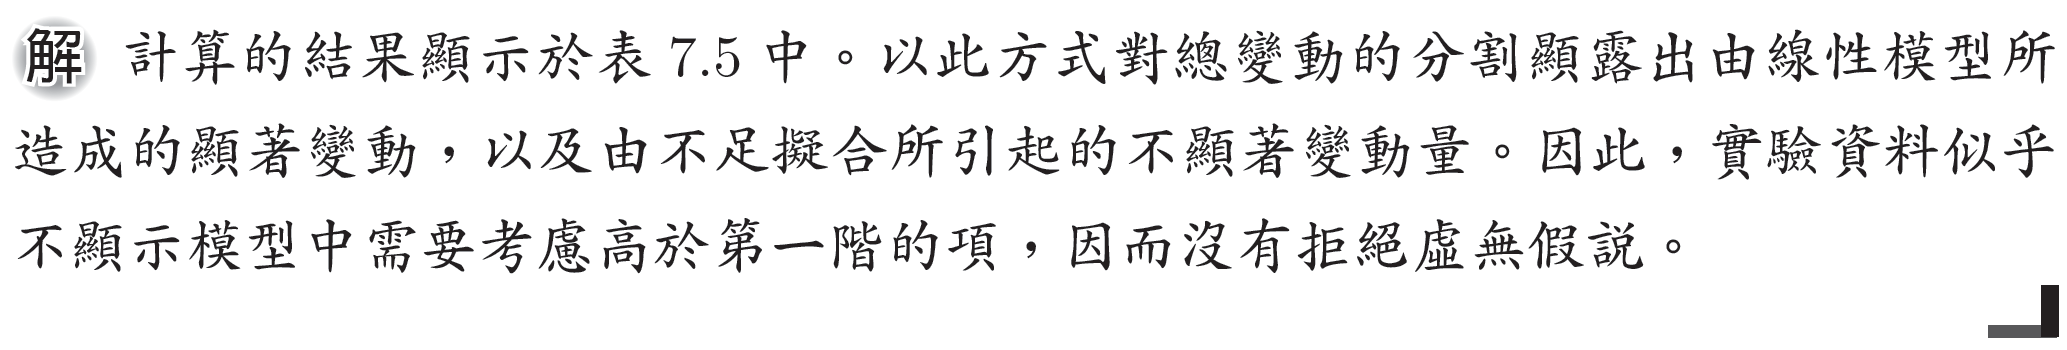 解 計算的結果顯示於表 7.5 中。以此方式對總變動的分割顯露出由線性模型所
造成的顯著變動，以及由不足擬合所引起的不顯著變動量。因此，實驗資料似乎
不顯示模型中需要考慮高於第一階的項，因而沒有拒絕虛無假說。